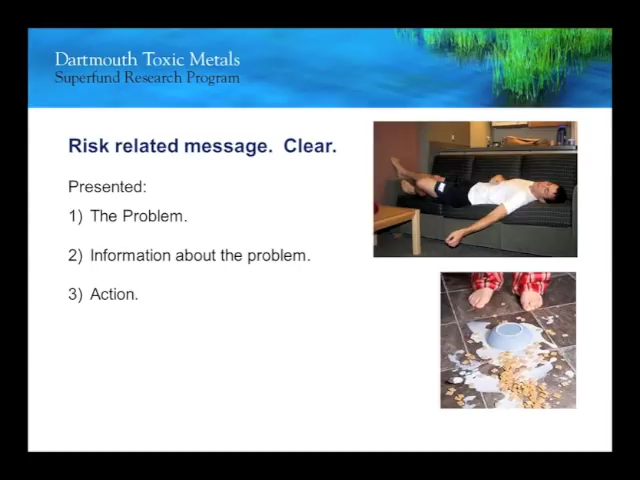 Dartmouth Toxic Metals
Superfund Research Program
Risk related message.  Clear.
Presented:
1) The Problem.
2) Information about the problem.
3) Action.